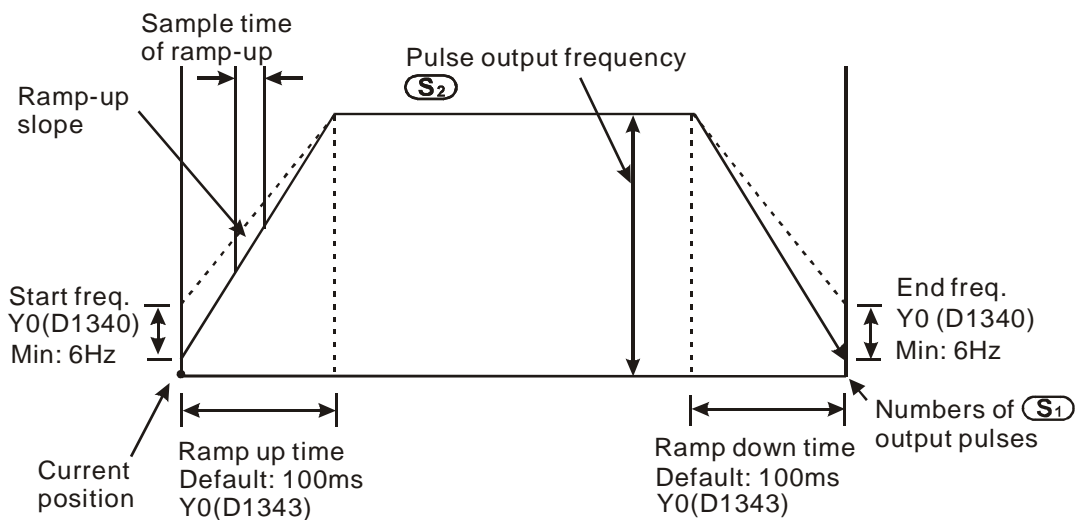 Sample time
of ramp-up
Pulse output frequency
S2
Ramp-up
slope
Start freq.
Y0(D1340)
Min: 6Hz
End freq.
Y0 (D1340)
Min: 6Hz
Current
position
Ramp up time
Default: 100ms
Y0(D1343)
Ramp down time
Default: 100ms
Y0(D1343)
Numbers of S1
output pulses